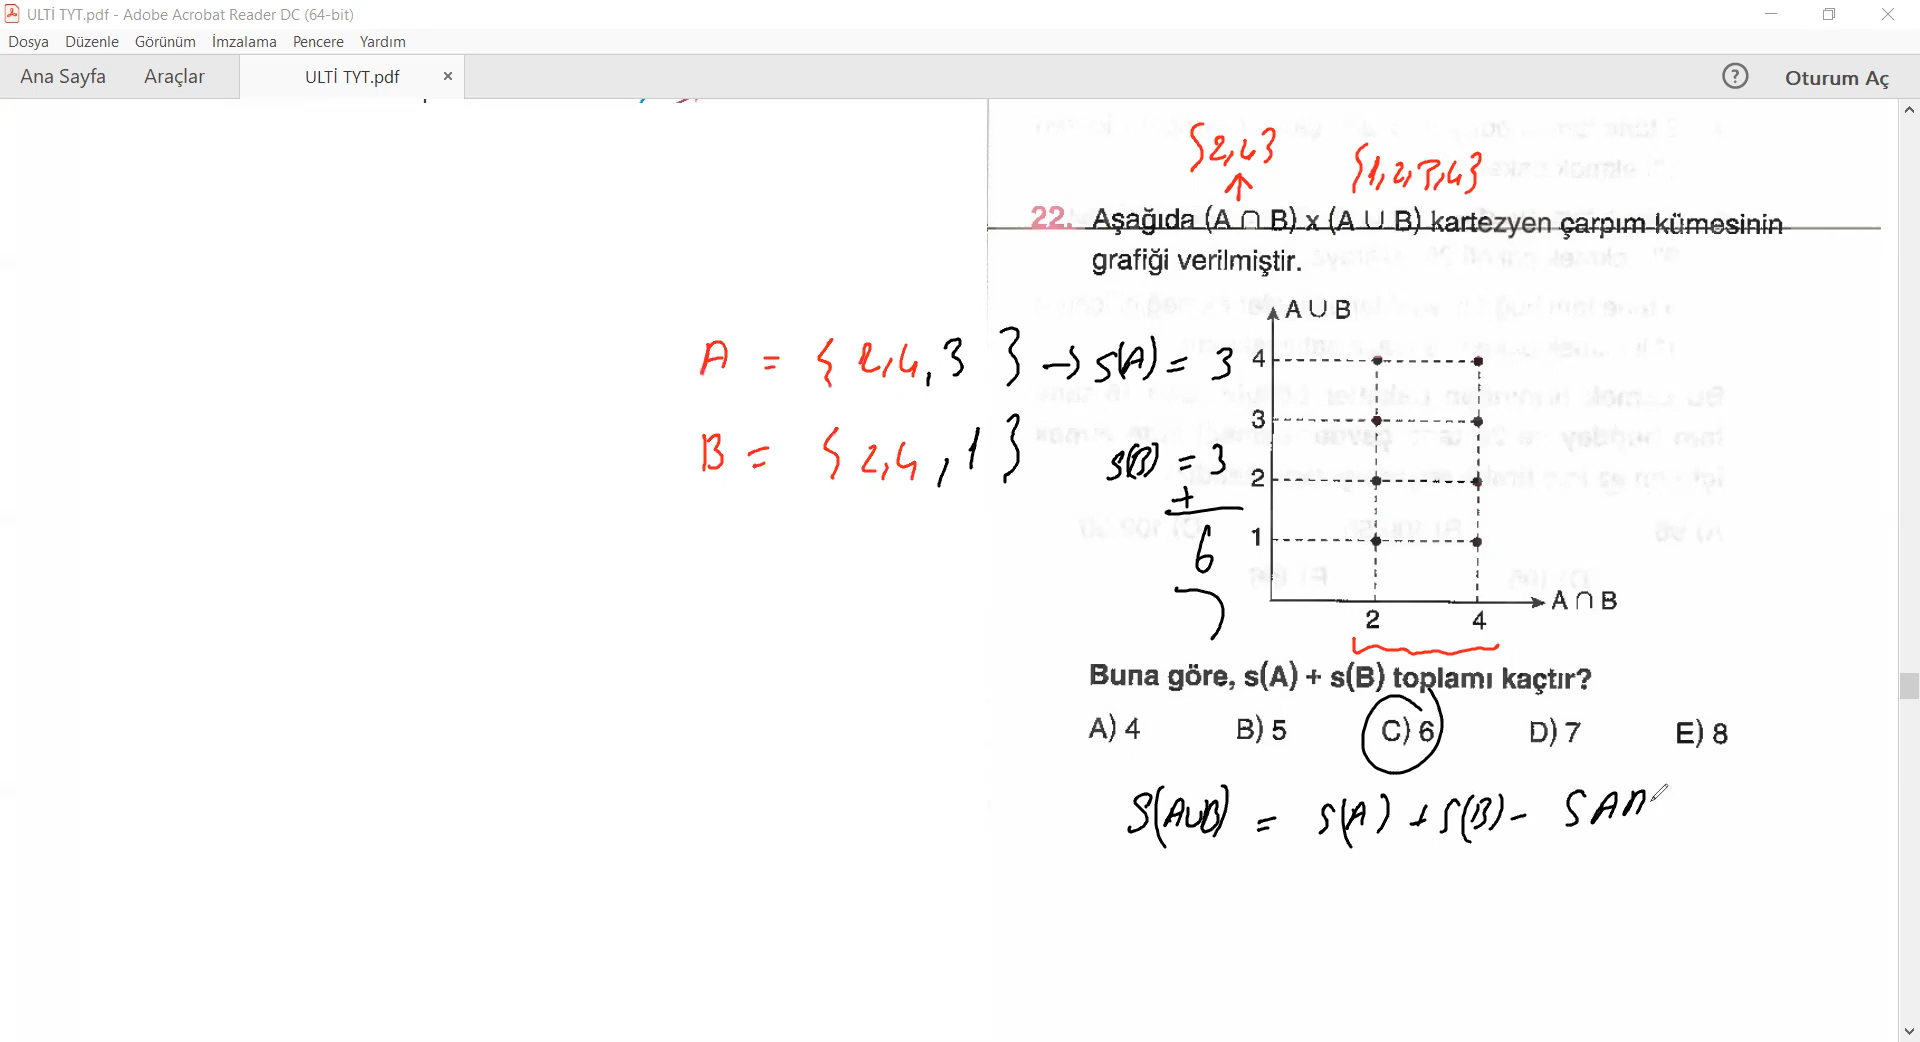 ULTİ TYT.pdf - Adobe Acrobat Reader DC (64-bit)
Dosya Düzenle Görünüm İmzalama Pencere Yardım
Ana Sayfa Araçlar ULTİ TYT.pdf × ? Oturum Aç
{2,4} {1,2,3,4}
22. Aşağıda (A ∩ B) x (A ∪ B) kartezyen çarpım kümesinin
grafiği verilmiştir.
A ∪ B
4
3
2
1
2 4
A ∩ B
A = {2,4,3} → s(A) = 3
B = {2,4,1} s(B) = 3
+
6
Buna göre, s(A) + s(B) toplamı kaçtır?
A) 4 B) 5 C) 6 D) 7 E) 8
S(A∪B) = s(A) + s(B) - S A∩